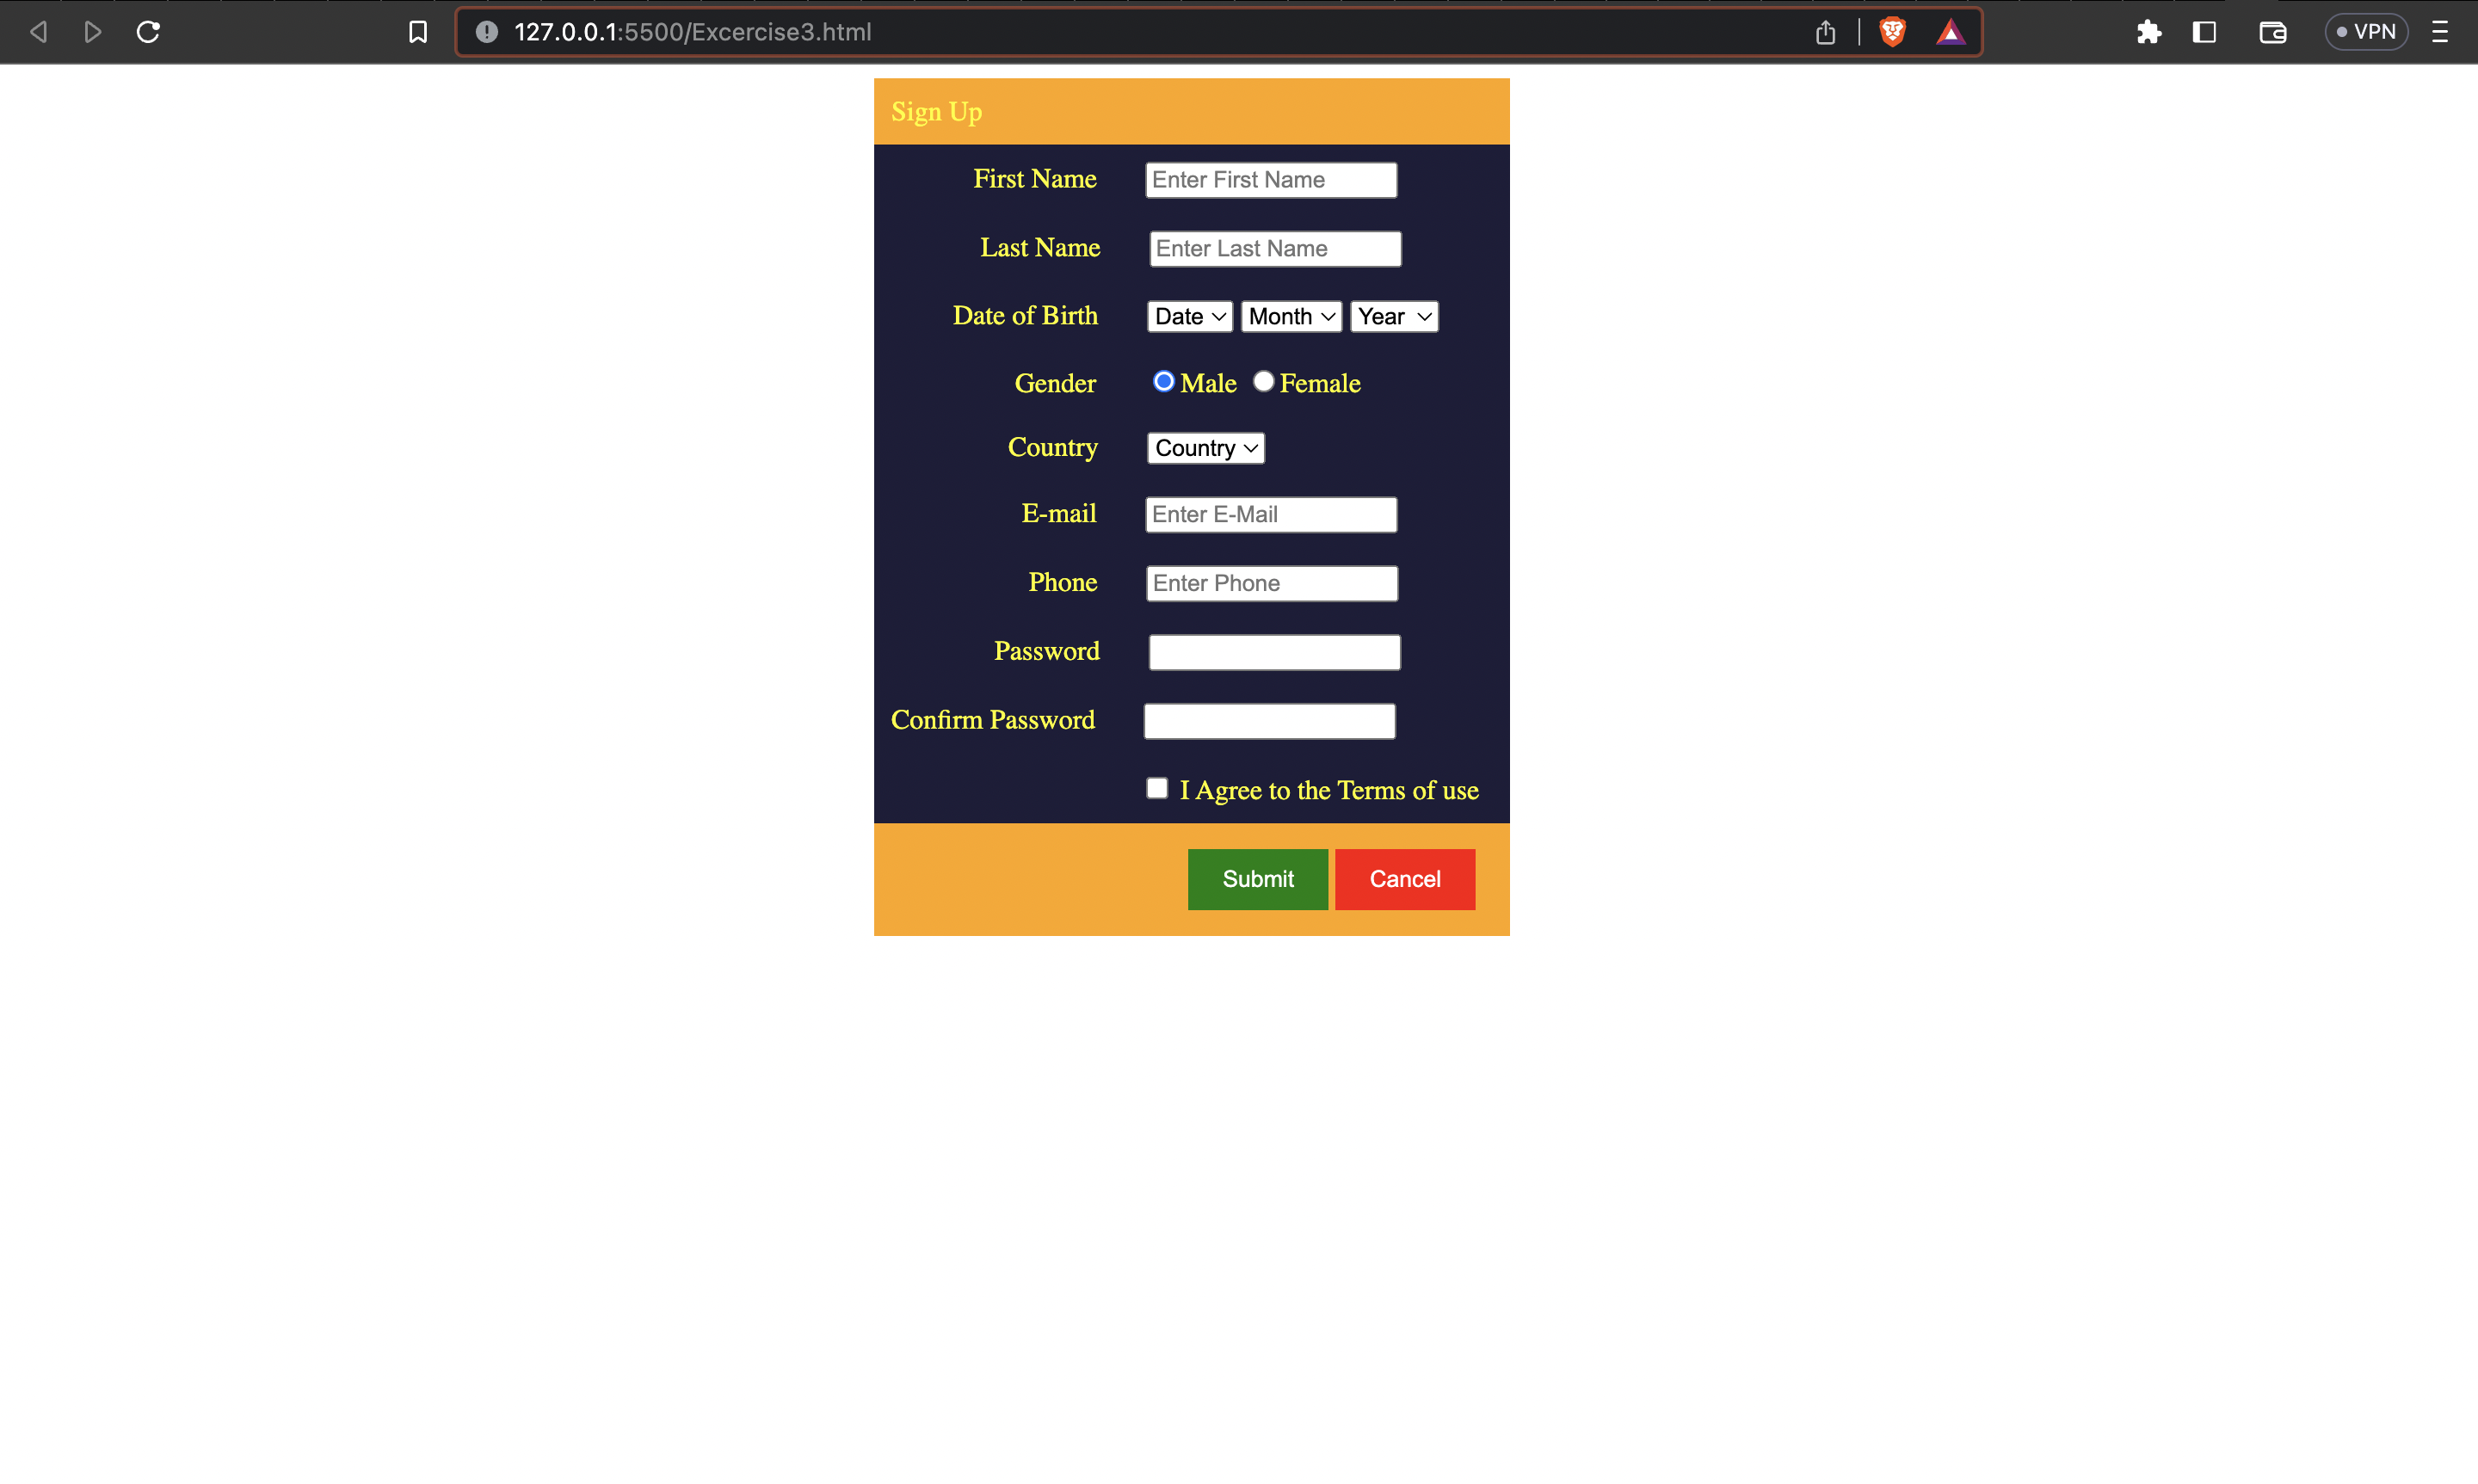 127.0.0.1:5500/Excercise3.html
VPN
Sign Up
First Name Enter First Name
Last Name Enter Last Name
Date of Birth Date Month Year
Gender Male Female
Country Country
E-mail Enter E-Mail
Phone Enter Phone
Password
Confirm Password
I Agree to the Terms of use
Submit Cancel